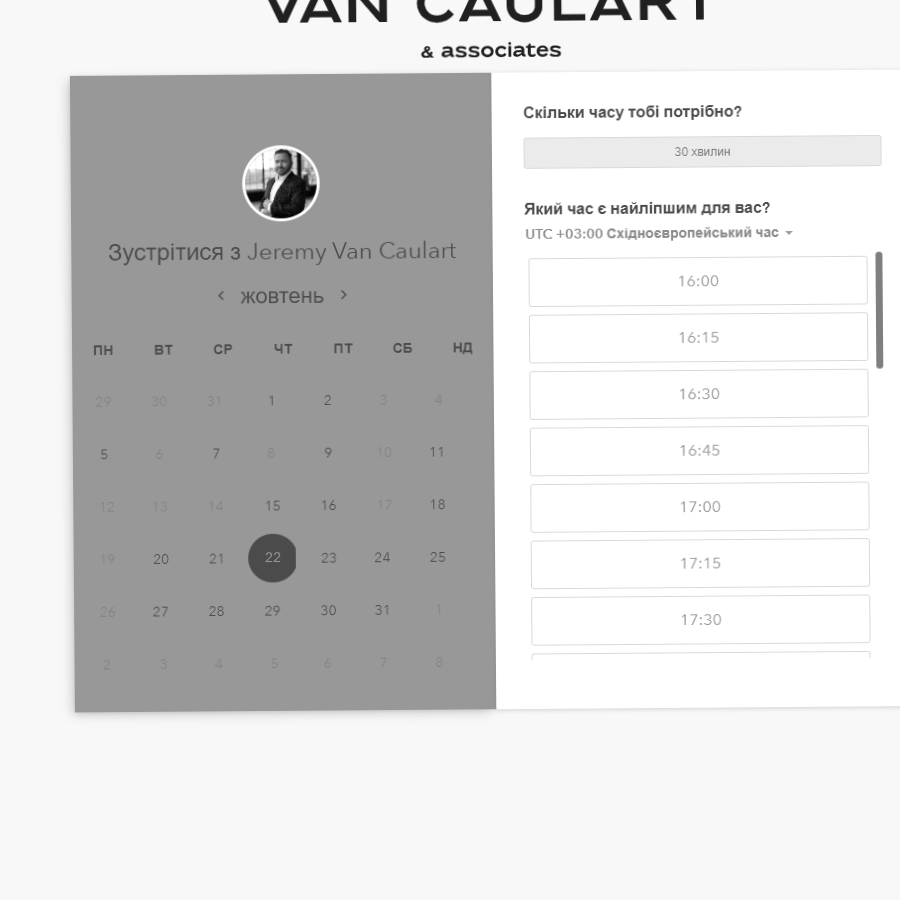 VAN CAULART
& associates
Зустрітися з Jeremy Van Caulart
жовтень
ПН ВТ СР ЧТ ПТ СБ НД
29 30 31 1 2 3 4
5 6 7 8 9 10 11
12 13 14 15 16 17 18
19 20 21 22 23 24 25
26 27 28 29 30 31 1
2 3 4 5 6 7 8
Скільки часу тобі потрібно?
30 хвилин
Який час є найліпшим для вас?
UTC +03:00 Східноєвропейський час
16:00
16:15
16:30
16:45
17:00
17:15
17:30